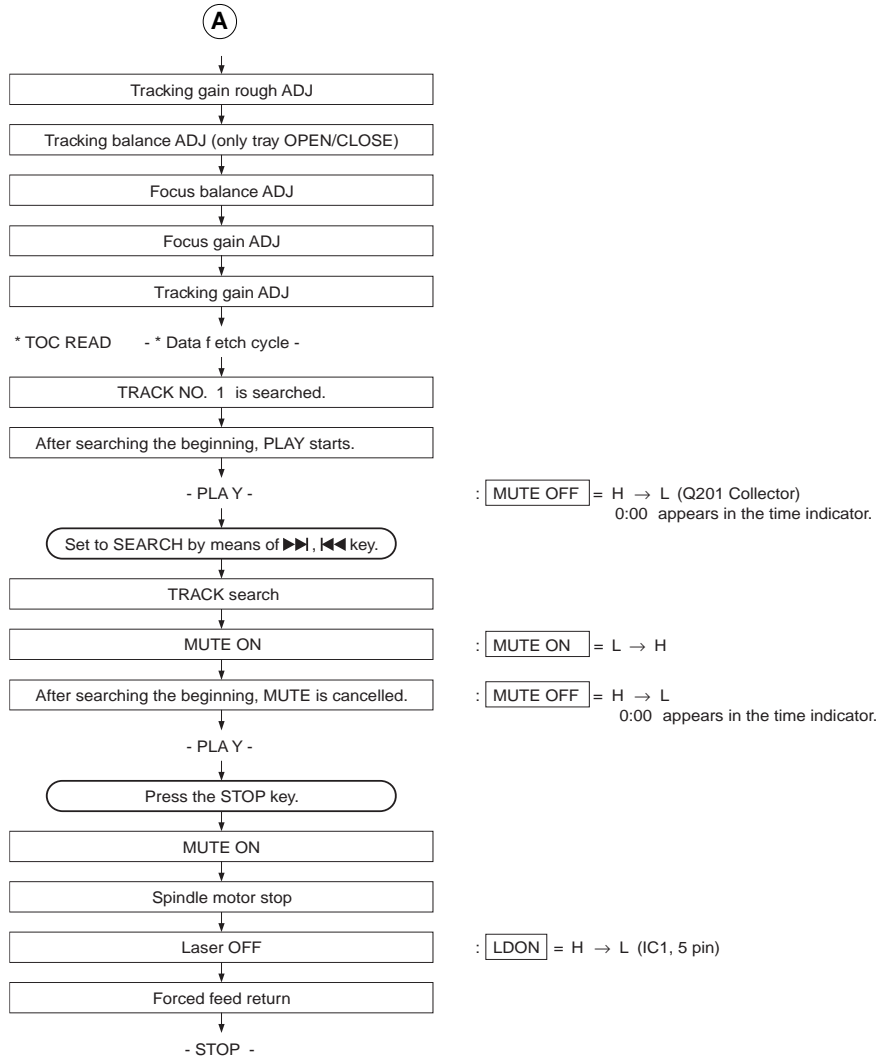 A
Tracking gain rough ADJ
Tracking balance ADJ (only tray OPEN/CLOSE)
Focus balance ADJ
Focus gain ADJ
Tracking gain ADJ
* TOC READ - * Data f etch cycle -
TRACK NO. 1 is searched.
After searching the beginning, PLAY starts.
- PLA Y - : MUTE OFF = H → L (Q201 Collector)
0:00 appears in the time indicator.
Set to SEARCH by means of ▶▶I , I◀◀ key.
TRACK search
MUTE ON : MUTE ON = L → H
After searching the beginning, MUTE is cancelled. : MUTE OFF = H → L
0:00 appears in the time indicator.
- PLA Y -
Press the STOP key.
MUTE ON
Spindle motor stop
Laser OFF : LDON = H → L (IC1, 5 pin)
Forced feed return
- STOP -